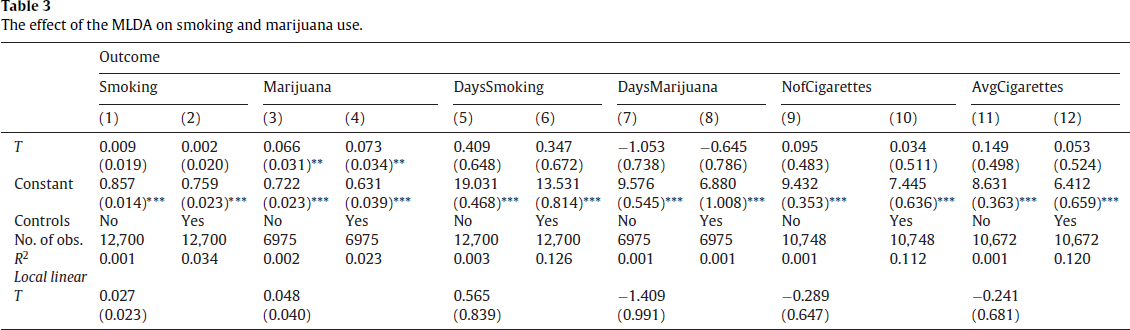 Table 3
The effect of the MLDA on smoking and marijuana use.
Outcome
Smoking Marijuana DaysSmoking DaysMarijuana NofCigarettes AvgCigarettes
(1) (2) (3) (4) (5) (6) (7) (8) (9) (10) (11) (12)
T 0.009 0.002 0.066 0.073 0.409 0.347 −1.053 −0.645 0.095 0.034 0.149 0.053
(0.019) (0.020) (0.031)** (0.034)** (0.648) (0.672) (0.738) (0.786) (0.483) (0.511) (0.498) (0.524)
Constant 0.857 0.759 0.722 0.631 19.031 13.531 9.576 6.880 9.432 7.445 8.631 6.412
(0.014)*** (0.023)*** (0.023)*** (0.039)*** (0.468)*** (0.814)*** (0.545)*** (1.008)*** (0.353)*** (0.636)*** (0.363)*** (0.659)***
Controls No Yes No Yes No Yes No Yes No Yes No Yes
No. of obs. 12,700 12,700 6975 6975 12,700 12,700 6975 6975 10,748 10,748 10,672 10,672
R² 0.001 0.034 0.002 0.023 0.003 0.126 0.001 0.001 0.001 0.112 0.001 0.120
Local linear
T 0.027 0.048 0.565 −1.409 −0.289 −0.241
(0.023) (0.040) (0.839) (0.991) (0.647) (0.681)